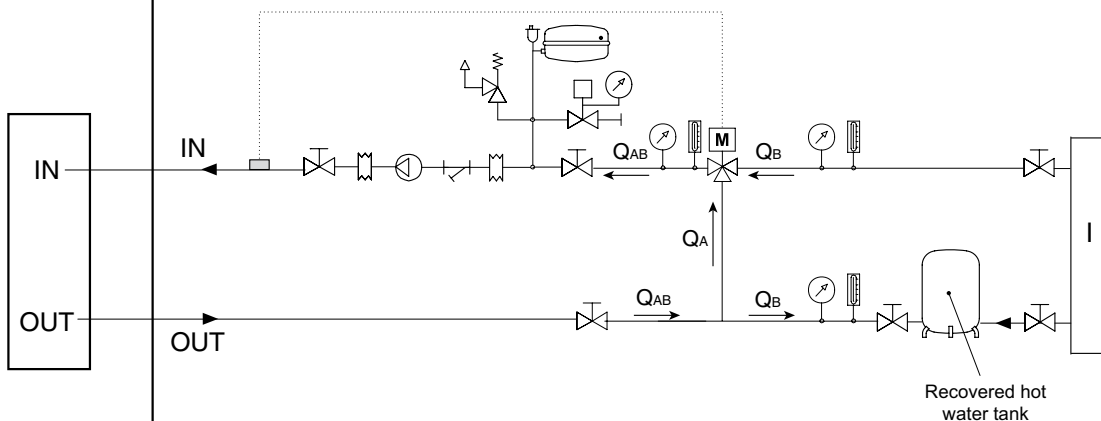 M
IN
IN
QAB
QB
QA
I
OUT
OUT
QAB
QB
Recovered hot
water tank